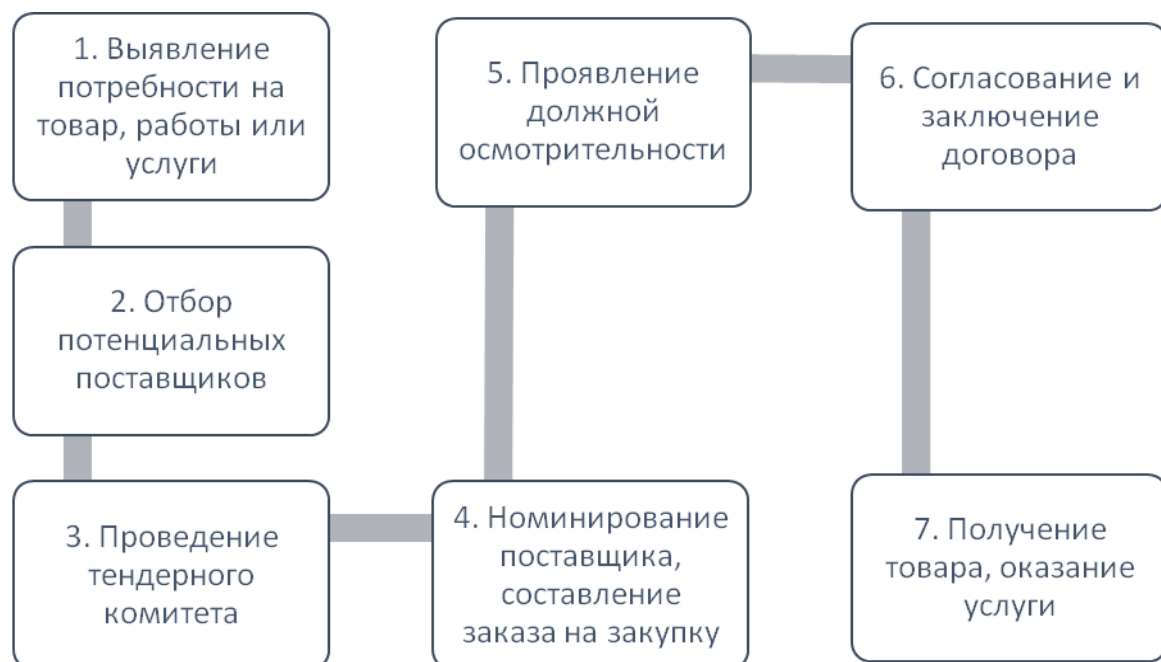 1. Выявление
потребности на
товар, работы или
услуги
2. Отбор
потенциальных
поставщиков
3. Проведение
тендерного
комитета
4. Номинирование
поставщика,
составление
заказа на закупку
5. Проявление
должной
осмотрительности
6. Согласование и
заключение
договора
7. Получение
товара, оказание
услуги